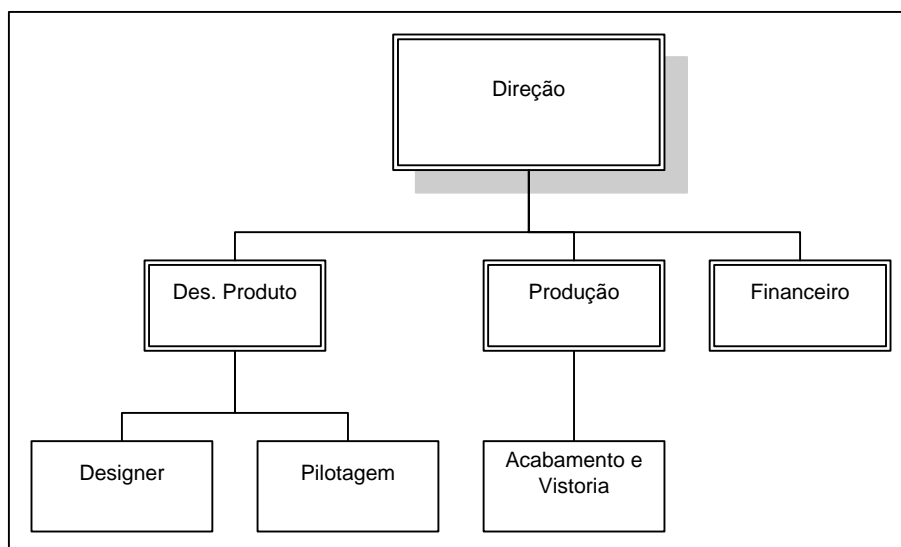 Direção
Des. Produto
Produção
Financeiro
Designer
Pilotagem
Acabamento e
Vistoria